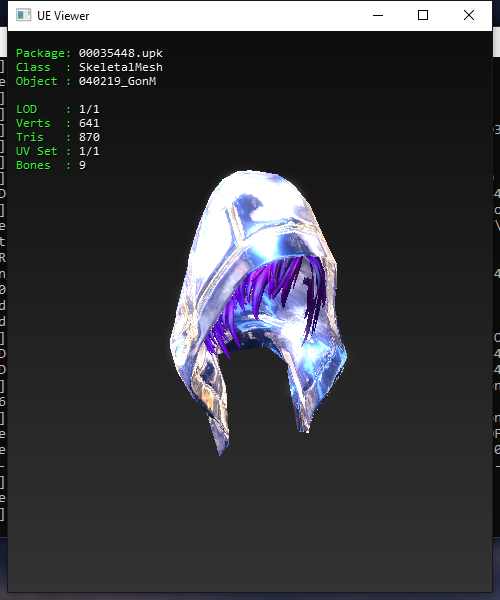 UE Viewer
Package: 00035448.upk
Class : SkeletalMesh
Object : 040219_GonM
LOD : 1/1
Verts : 641
Tris : 870
UV Set : 1/1
Bones : 9